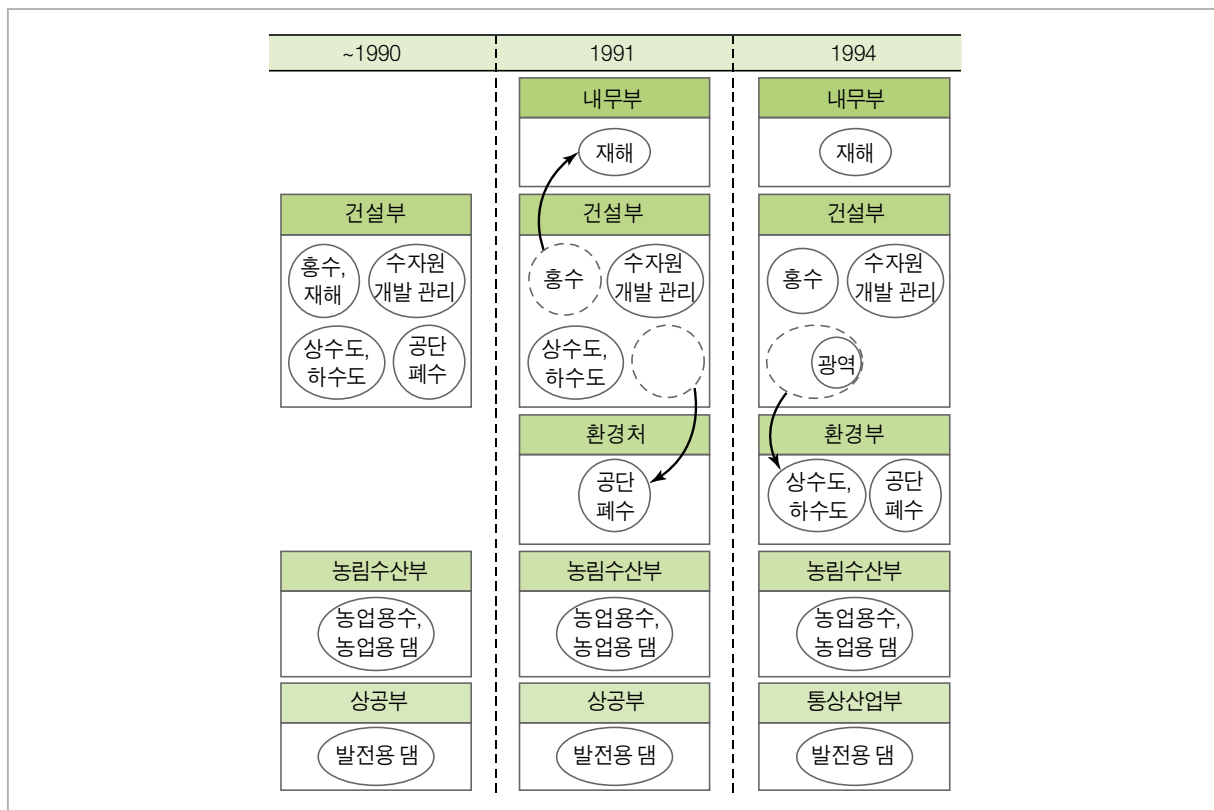 ~1990
1991
1994
내무부
재해
내무부
재해
건설부
홍수,
재해
수자원
개발 관리
상수도,
하수도
공단
폐수
건설부
홍수
수자원
개발 관리
상수도,
하수도
건설부
홍수
수자원
개발 관리
광역
환경처
공단
폐수
환경부
상수도,
하수도
공단
폐수
농림수산부
농업용수,
농업용 댐
농림수산부
농업용수,
농업용 댐
농림수산부
농업용수,
농업용 댐
상공부
발전용 댐
상공부
발전용 댐
통상산업부
발전용 댐